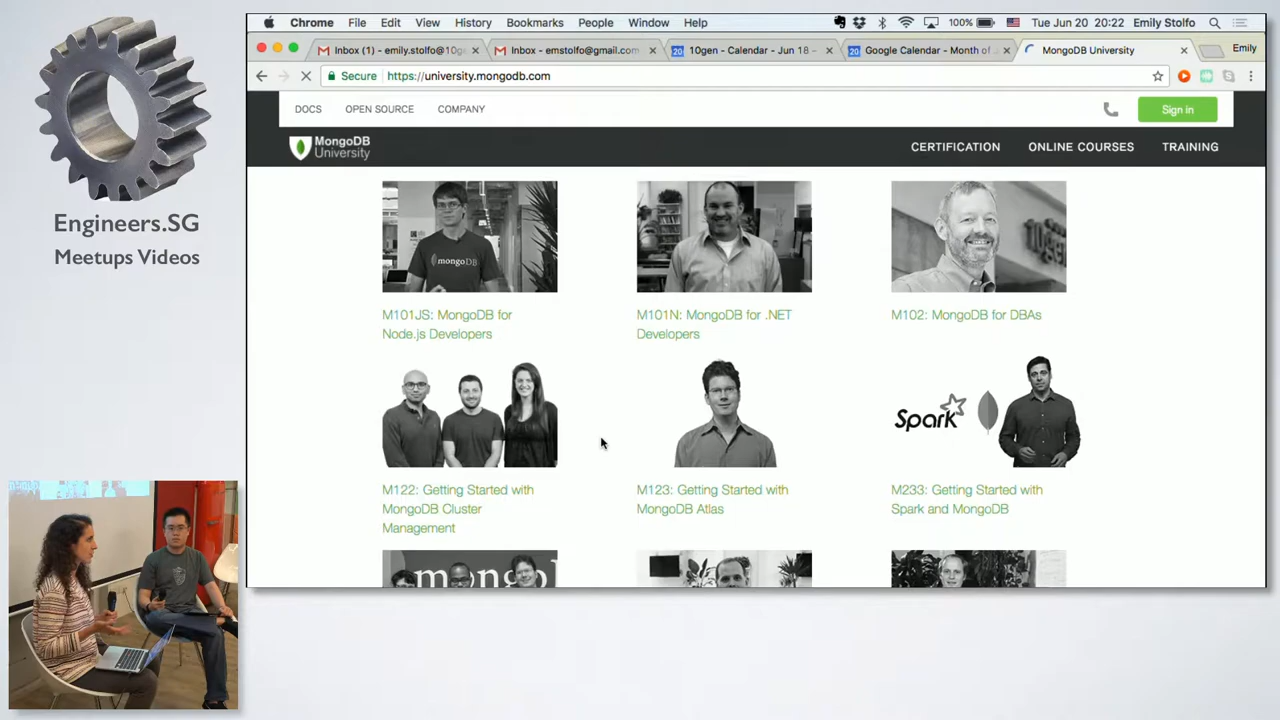 Chrome File Edit View History Bookmarks People Window Help 100% Tue Jun 20 20:22 Emily Stolfo
Inbox (1) - emily.stolfo@10ge Inbox - emstolfo@gmail.com 10gen - Calendar - Jun 18 - Google Calendar - Month of MongoDB University Emily
Secure https://university.mongodb.com
DOCS OPEN SOURCE COMPANY Sign in
MongoDB
University
CERTIFICATION ONLINE COURSES TRAINING
mongoDB
M101JS: MongoDB for
Node.js Developers
M101N: MongoDB for .NET
Developers
M102: MongoDB for DBAs
Spark
M122: Getting Started with
MongoDB Cluster
Management
M123: Getting Started with
MongoDB Atlas
M233: Getting Started with
Spark and MongoDB
Engineers.SG
Meetups Videos